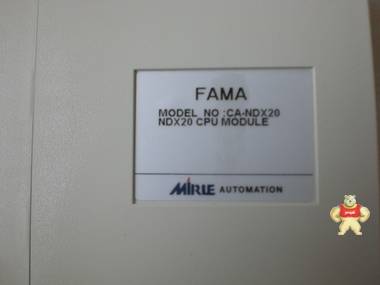 FAMA
MODEL NO :CA-NDX20
NDX20 CPU MODULE
MIRLE AUTOMATION